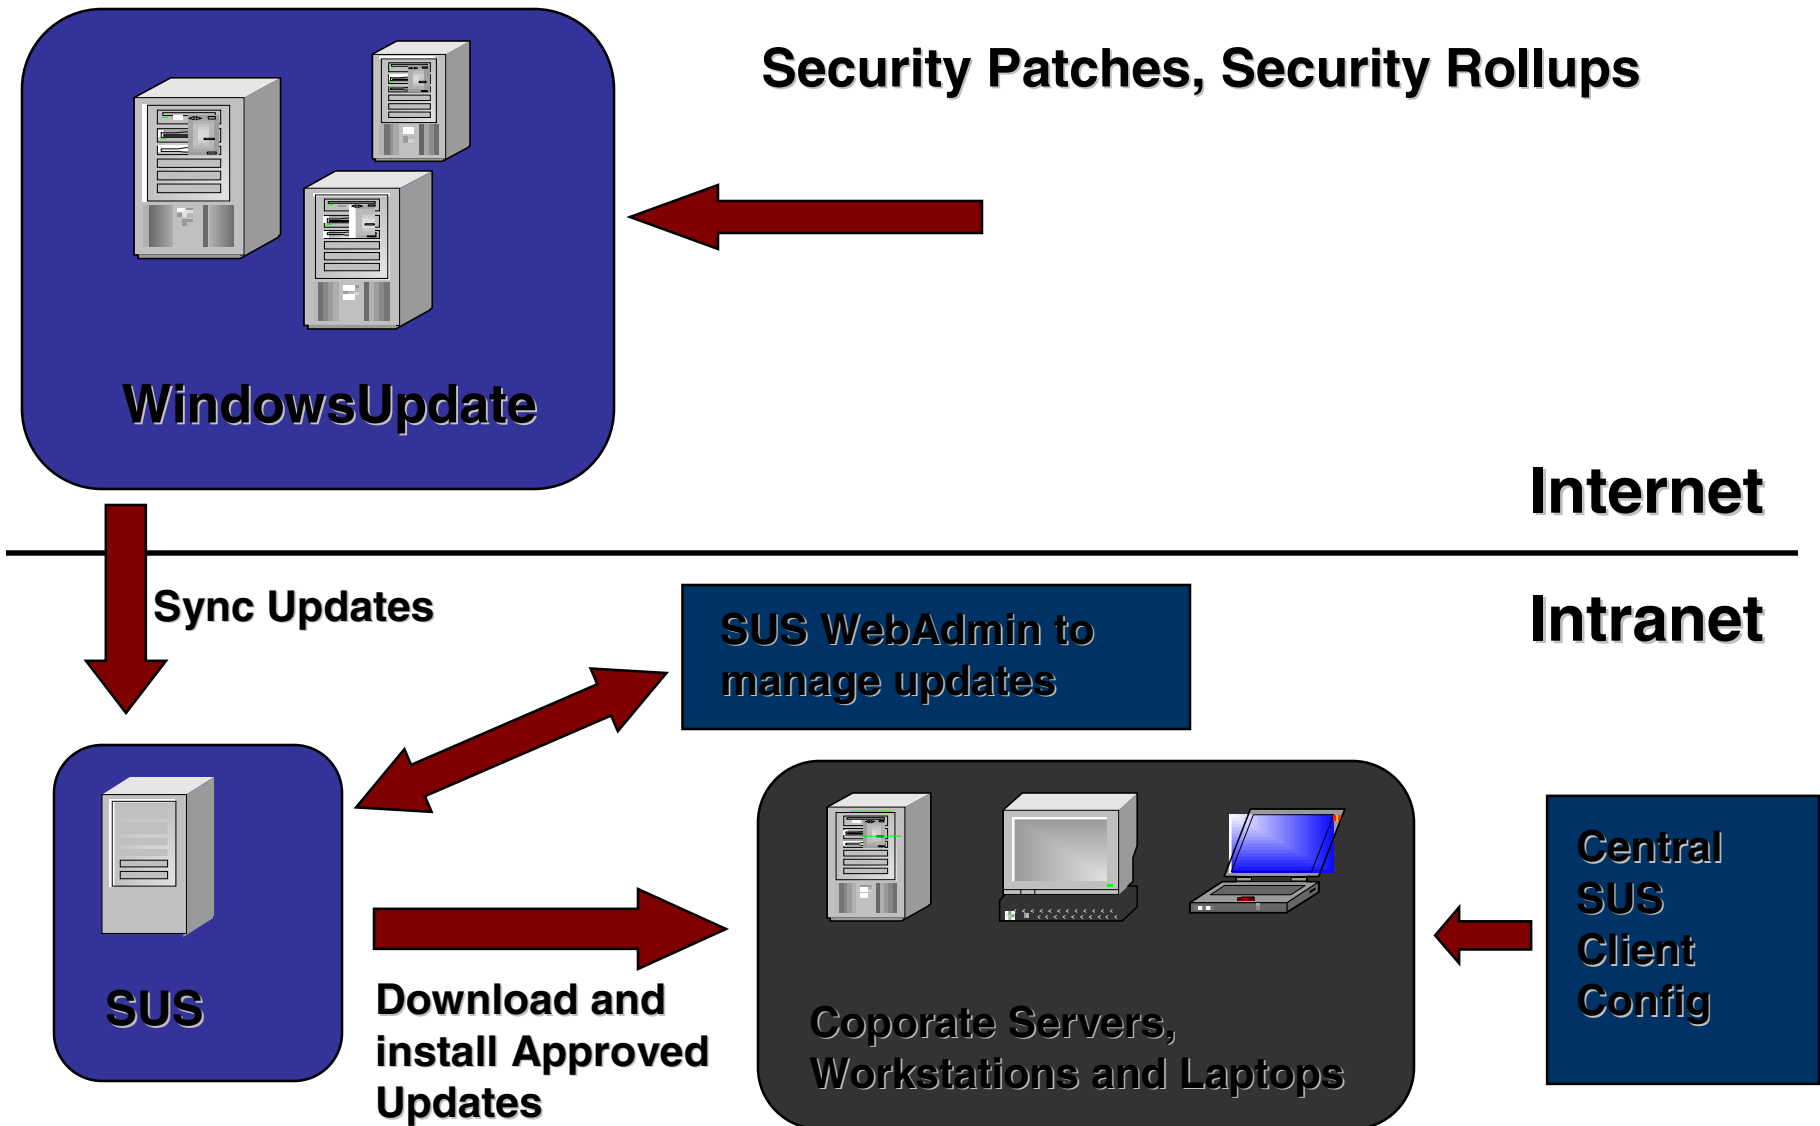 Security Patches, Security Rollups
WindowsUpdate
Internet
Intranet
Sync Updates
SUS WebAdmin to
manage updates
SUS
Download and
install Approved
Updates
Coporate Servers,
Workstations and Laptops
Central
SUS
Client
Config